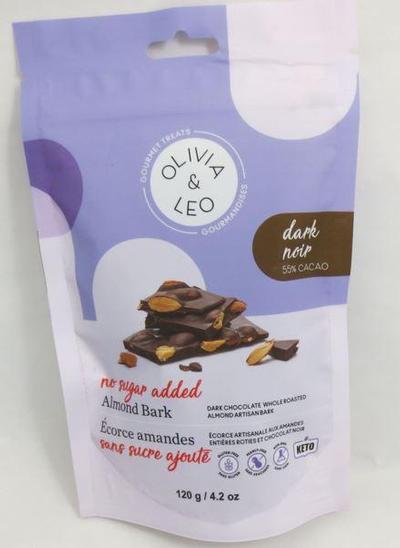 GOURMET TREATS
OLIVIA
&
LEO
GOURMANDISES
dark
noir
55% CACAO
no sugar added
Almond Bark
DARK CHOCOLATE WHOLE ROASTED
ALMOND ARTISAN BARK
Écorce amandes
sans sucre ajouté
ÉCORCE ARTISANALE AUX AMANDES
ENTIÈRES ROTIES ET CHOCOLAT NOIR
KETO
120 g / 4.2 oz